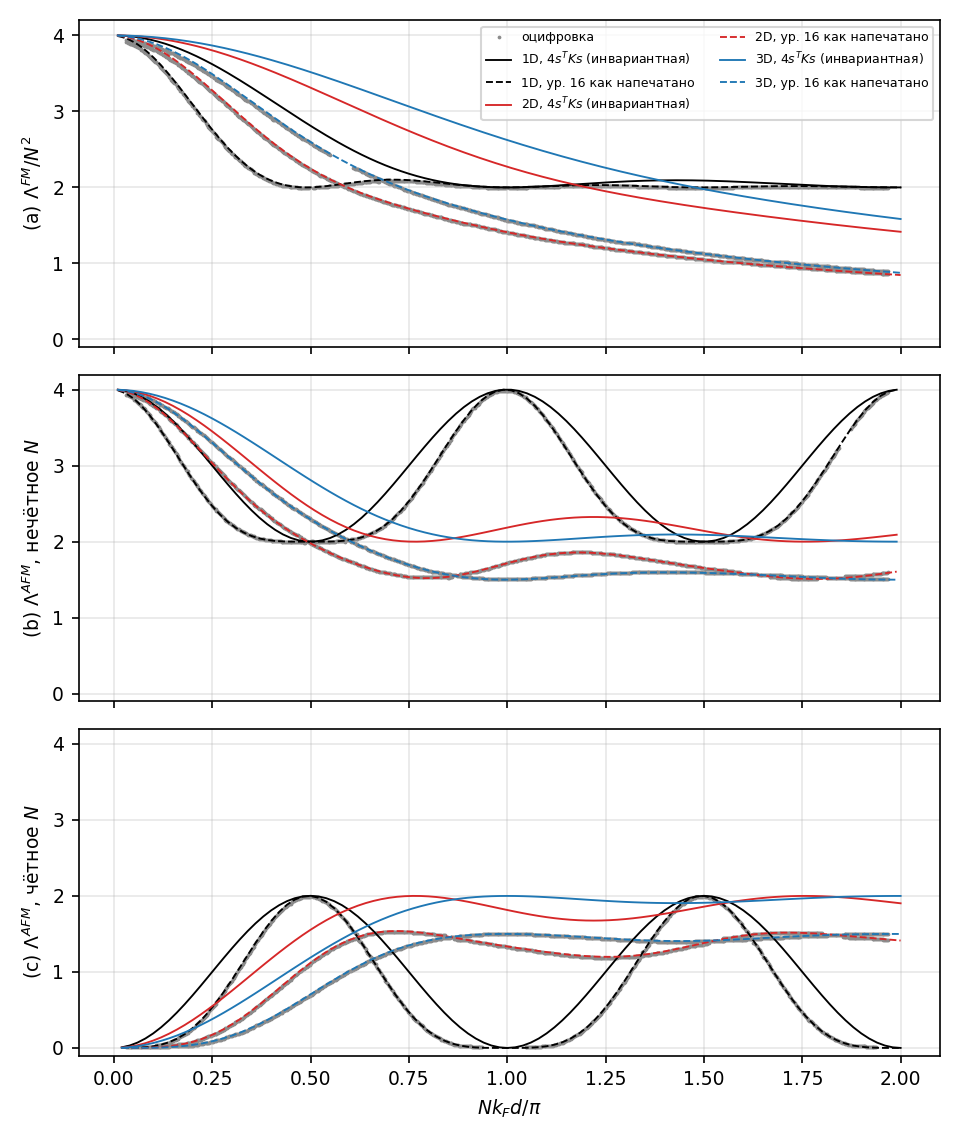 4
3
2
1
0
(a) Λ^{FM}/N^2
оцифровка
1D, 4s^TKs (инвариантная)
1D, ур. 16 как напечатано
2D, 4s^TKs (инвариантная)
2D, ур. 16 как напечатано
3D, 4s^TKs (инвариантная)
3D, ур. 16 как напечатано
4
3
2
1
0
(b) Λ^{AFM}, нечётное N
4
3
2
1
0
(c) Λ^{AFM}, чётное N
0.00 0.25 0.50 0.75 1.00 1.25 1.50 1.75 2.00
Nk_Fd/π